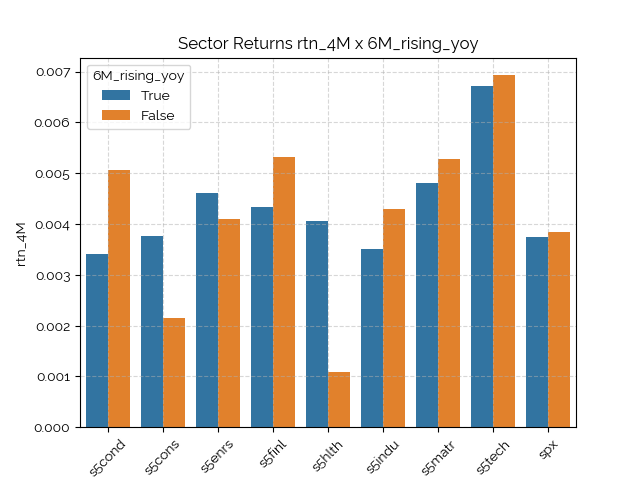 Sector Returns rtn_4M x 6M_rising_yoy
6M_rising_yoy
True
False
rtn_4M
0.007
0.006
0.005
0.004
0.003
0.002
0.001
0.000
s5cond
s5cons
s5enrs
s5finl
s5hlth
s5indu
s5matr
s5tech
spx